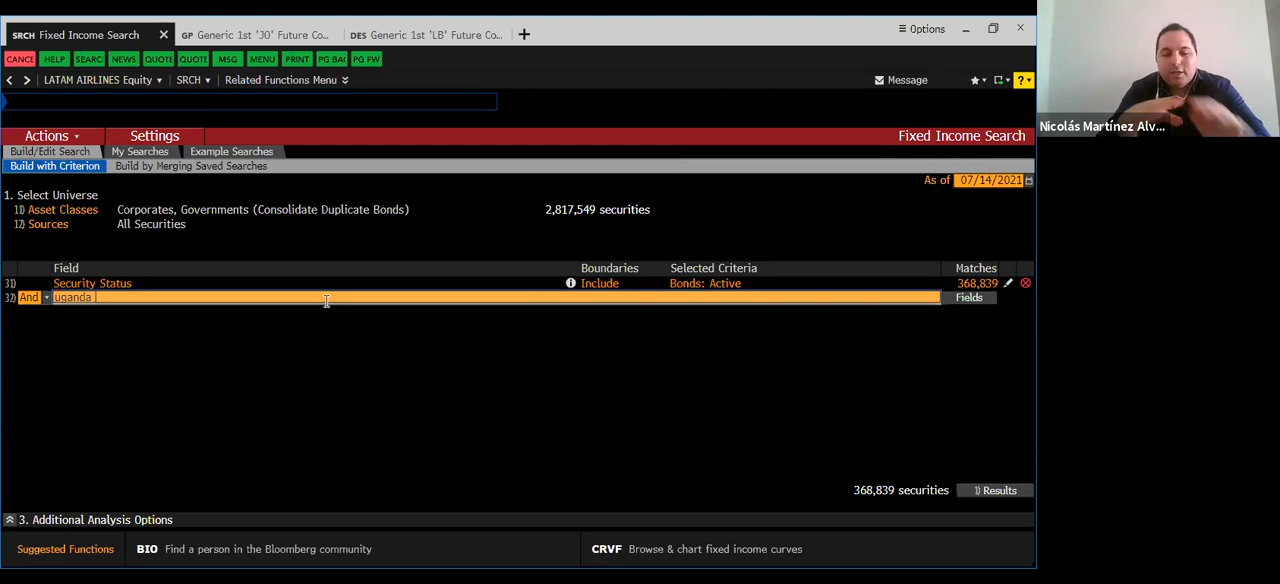 SRCH Fixed Income Search
GP Generic 1st 'JO' Future Co...
DES Generic 1st 'LB' Future Co...
Options
CANCE HELP SEARC NEWS QUOTE QUOTE MSG MENU PRINT PG BAC PG FW
LATAM AIRLINES Equity SRCH Related Functions Menu
Message
Actions Settings Fixed Income Search
Build/Edit Search My Searches Example Searches
Build with Criterion Build by Merging Saved Searches
As of 07/14/2021
1. Select Universe
11) Asset Classes Corporates, Governments (Consolidate Duplicate Bonds) 2,817,549 securities
12) Sources All Securities
Field Boundaries Selected Criteria Matches
31) Security Status Include Bonds: Active 368,839
32) And uganda Fields
368,839 securities 1) Results
3. Additional Analysis Options
Suggested Functions BIO Find a person in the Bloomberg community CRVF Browse & chart fixed income curves
Nicolás Martínez Alv...